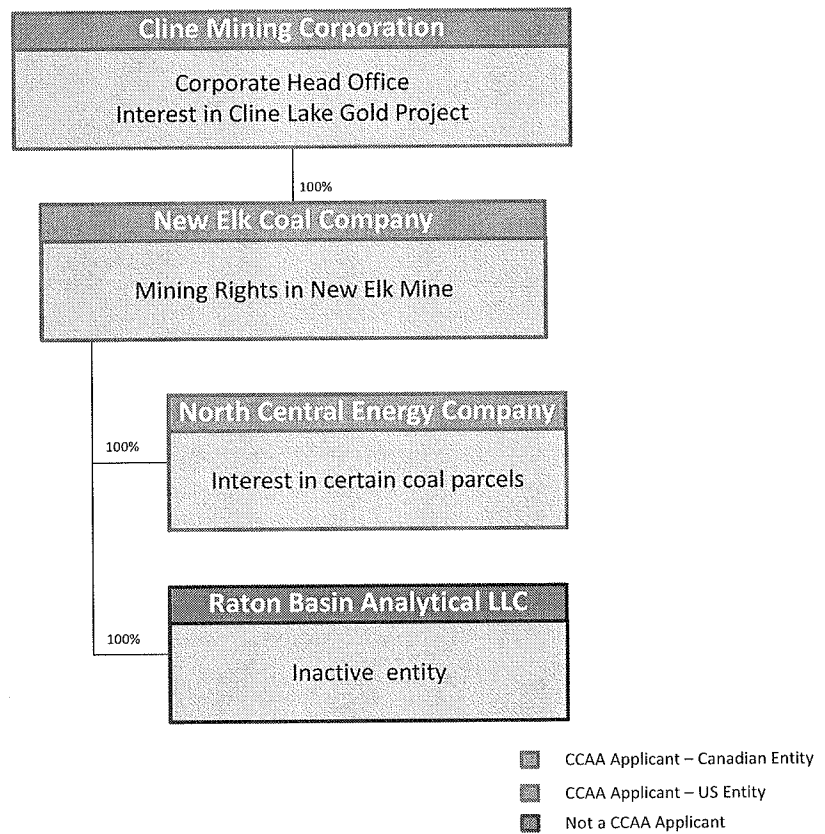 Cline Mining Corporation
Corporate Head Office
Interest in Cline Lake Gold Project
100%
New Elk Coal Company
Mining Rights in New Elk Mine
100%
North Central Energy Company
Interest in certain coal parcels
100%
Raton Basin Analytical LLC
Inactive entity
CCAA Applicant – Canadian Entity
CCAA Applicant – US Entity
Not a CCAA Applicant